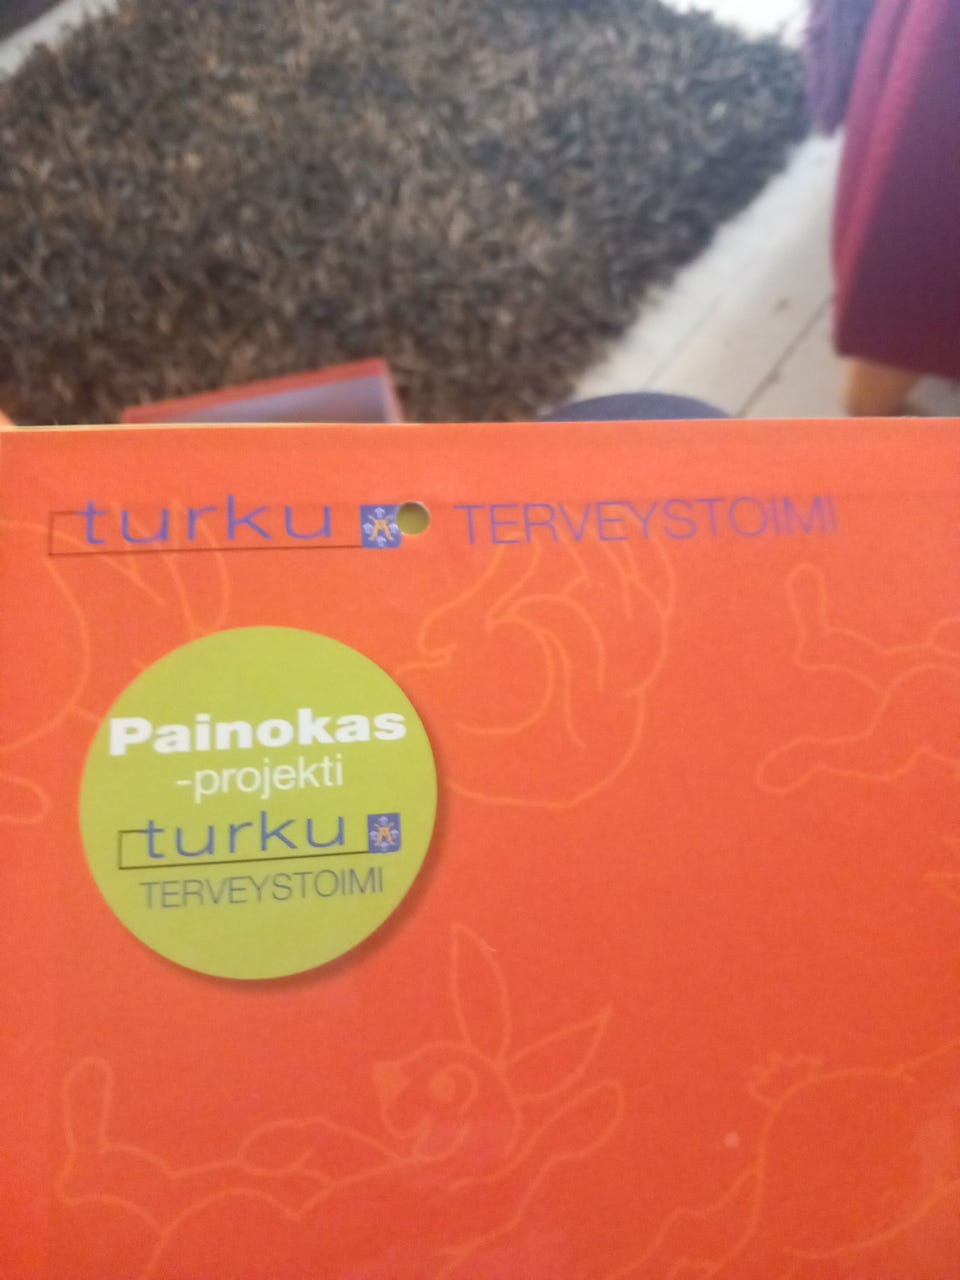 turku TERVEYSTOIMI
Painokas
-projekti
turku
TERVEYSTOIMI